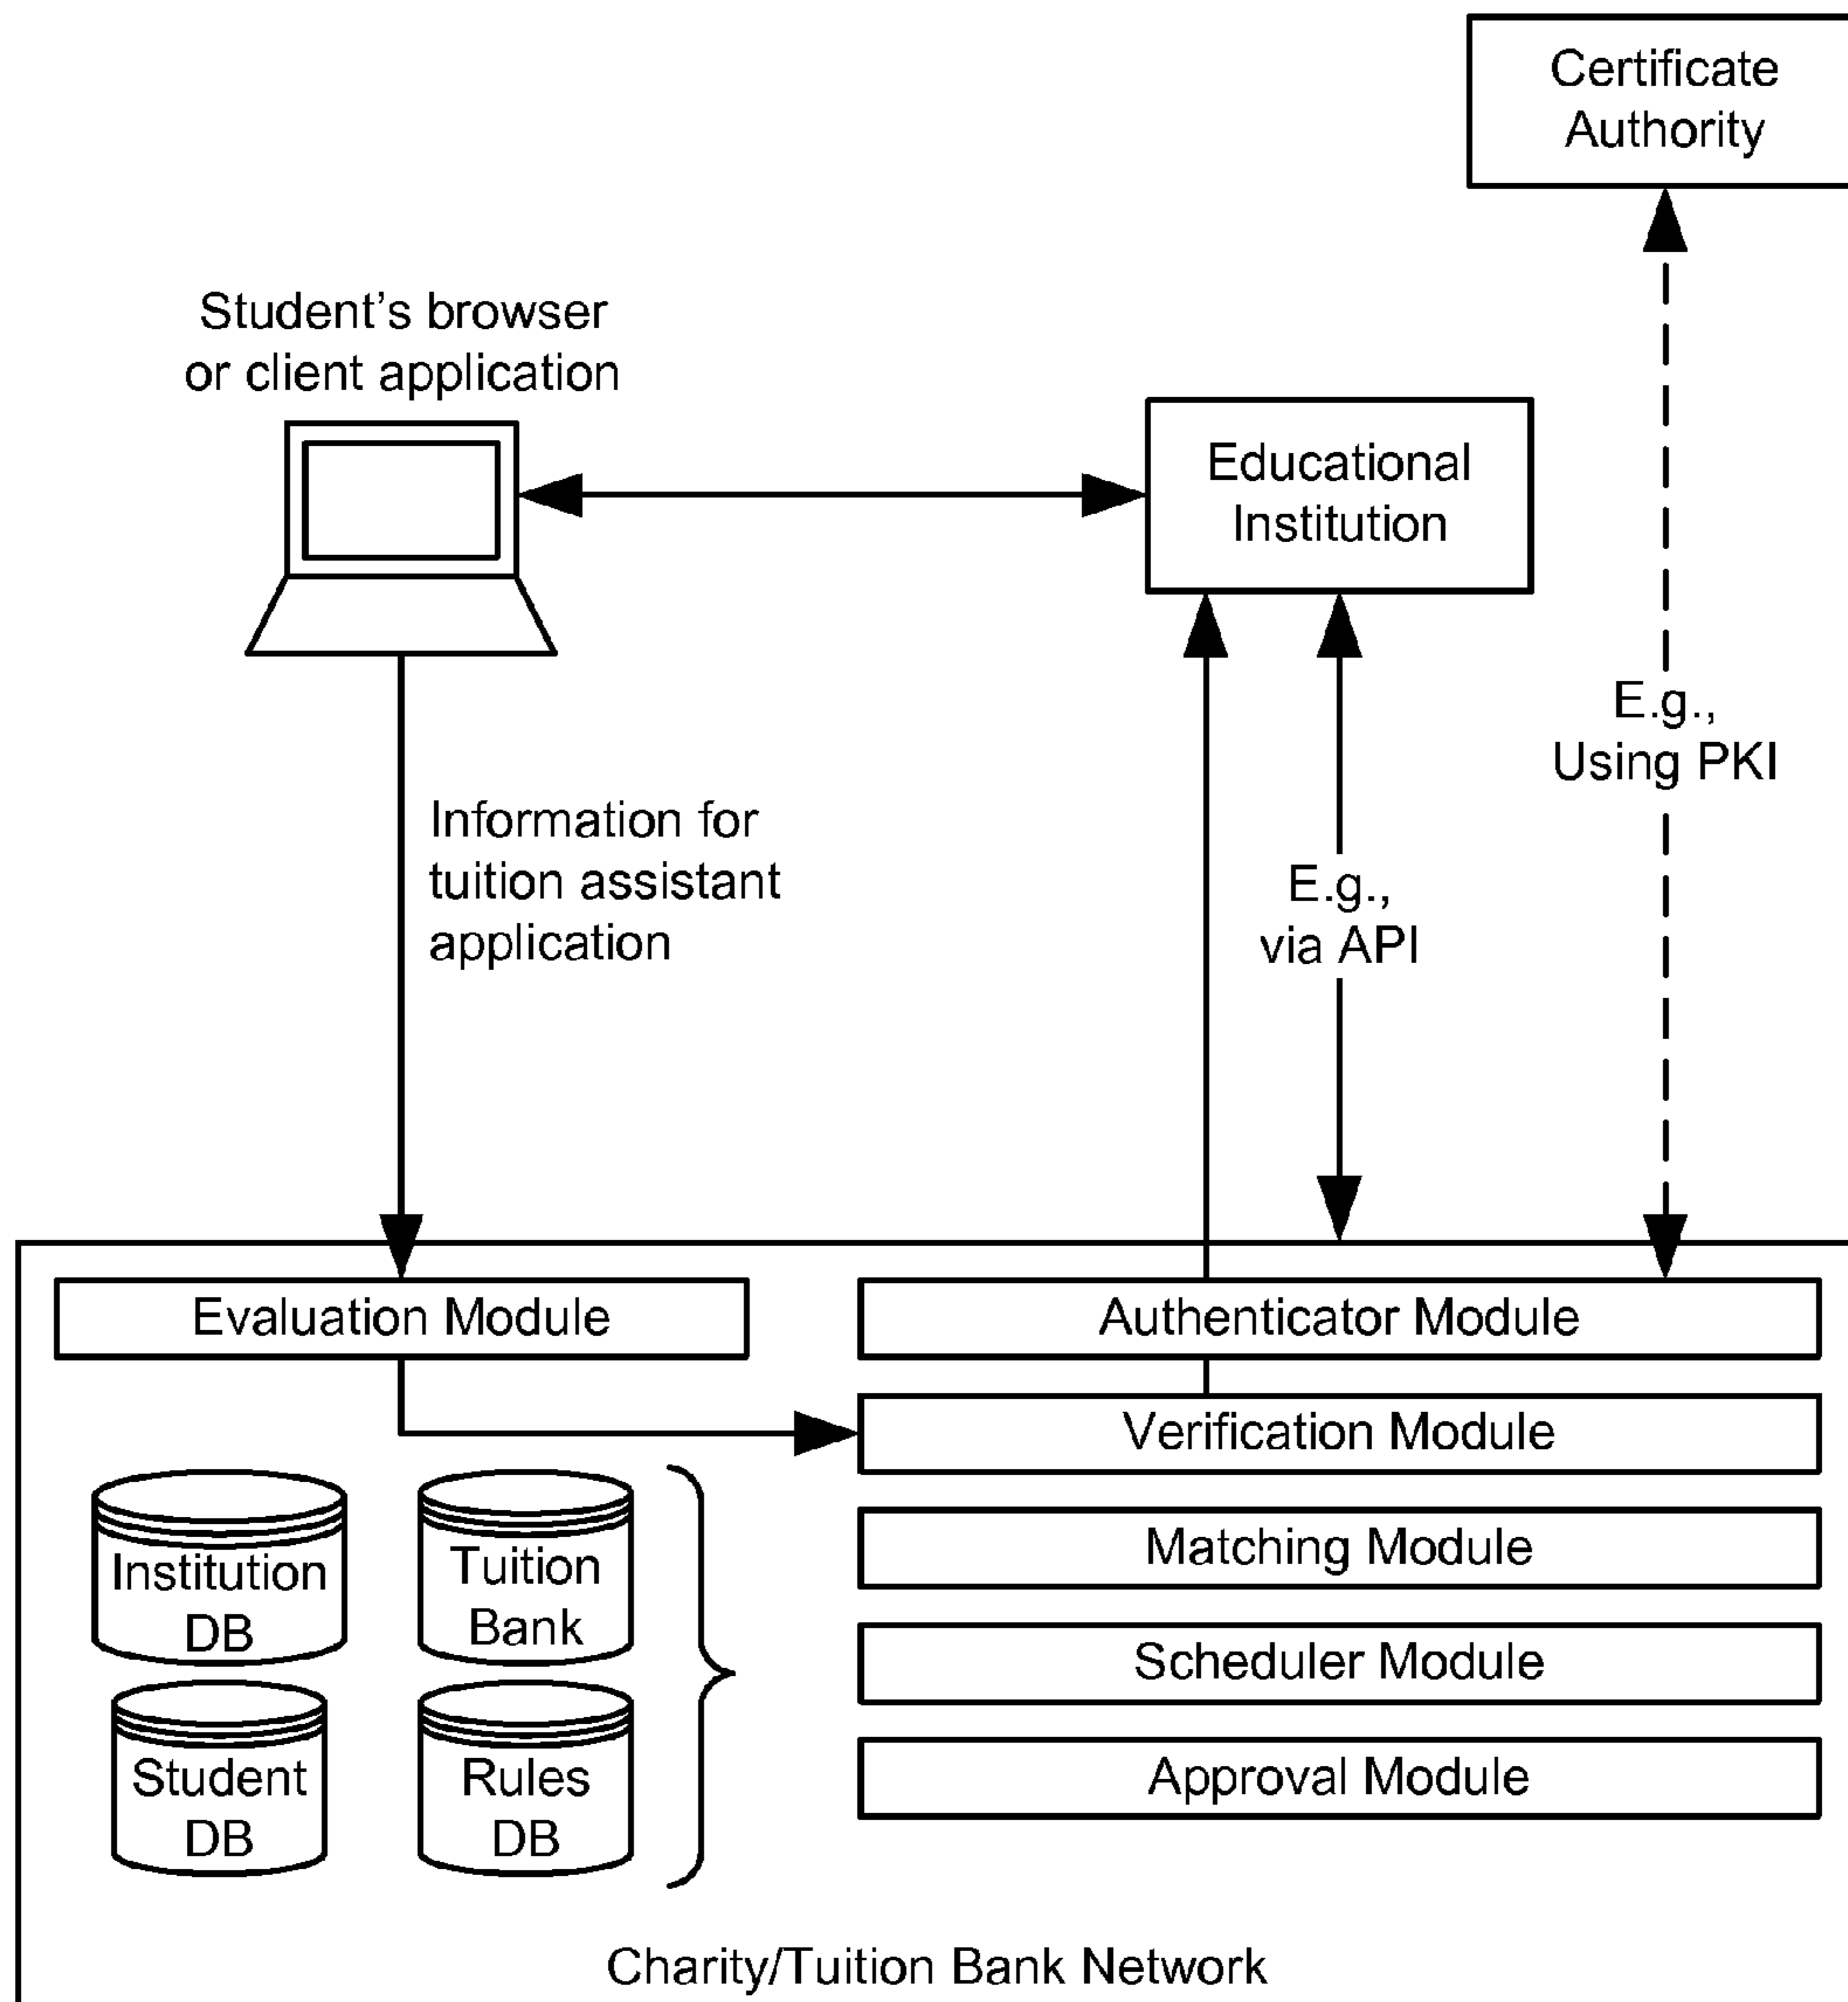 Certificate
Authority
Student’s browser
or client application
Educational
Institution
E.g.,
Using PKI
Information for
tuition assistant
application
E.g.,
via API
Evaluation Module
Authenticator Module
Verification Module
Matching Module
Scheduler Module
Approval Module
Institution
DB
Tuition
Bank
Student
DB
Rules
DB
Charity/Tuition Bank Network